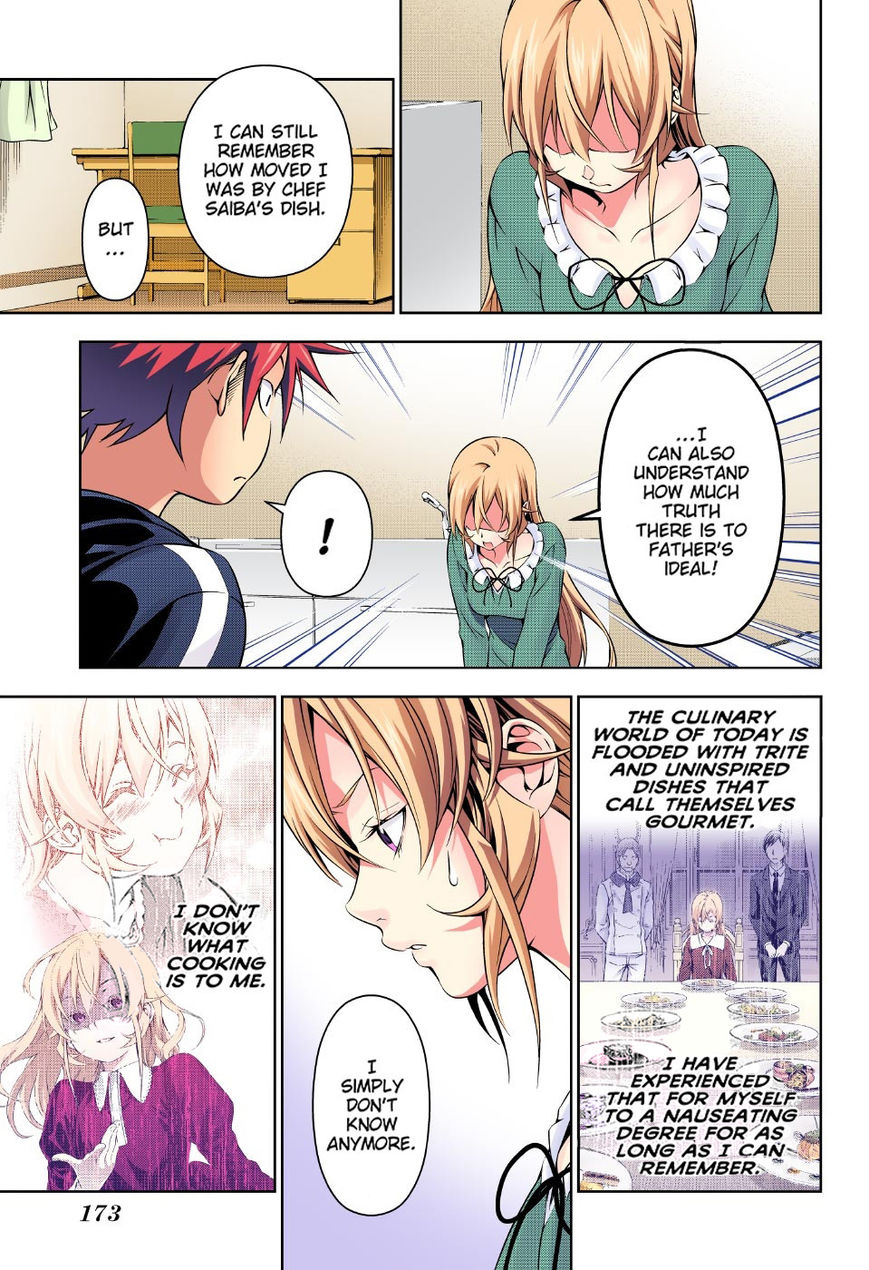 I CAN STILL
REMEMBER
HOW MOVED I
WAS BY CHEF
SAIBA'S DISH.
BUT
...
...I
CAN ALSO
UNDERSTAND
HOW MUCH
TRUTH
THERE IS TO
FATHER'S
IDEAL!
!
THE CULINARY
WORLD OF TODAY IS
FLOODED WITH TRITE
AND UNINSPIRED
DISHES THAT
CALL THEMSELVES
GOURMET.
I HAVE
EXPERIENCED
THAT FOR MYSELF
TO A NAUSEATING
DEGREE FOR AS
LONG AS I CAN
REMEMBER.
I
SIMPLY
DON'T
KNOW
ANYMORE.
I DON'T
KNOW
WHAT
COOKING
IS TO ME.
173